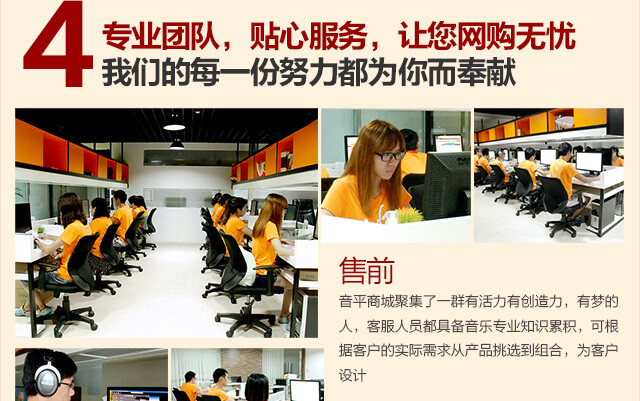 4
专业团队，贴心服务，让您网购无忧
我们的每一份努力都为你而奉献
售前
音平商城聚集了一群有活力有创造力，有梦的
人，客服人员都具备音乐专业知识累积，可根
据客户的实际需求从产品挑选到组合，为客户
设计